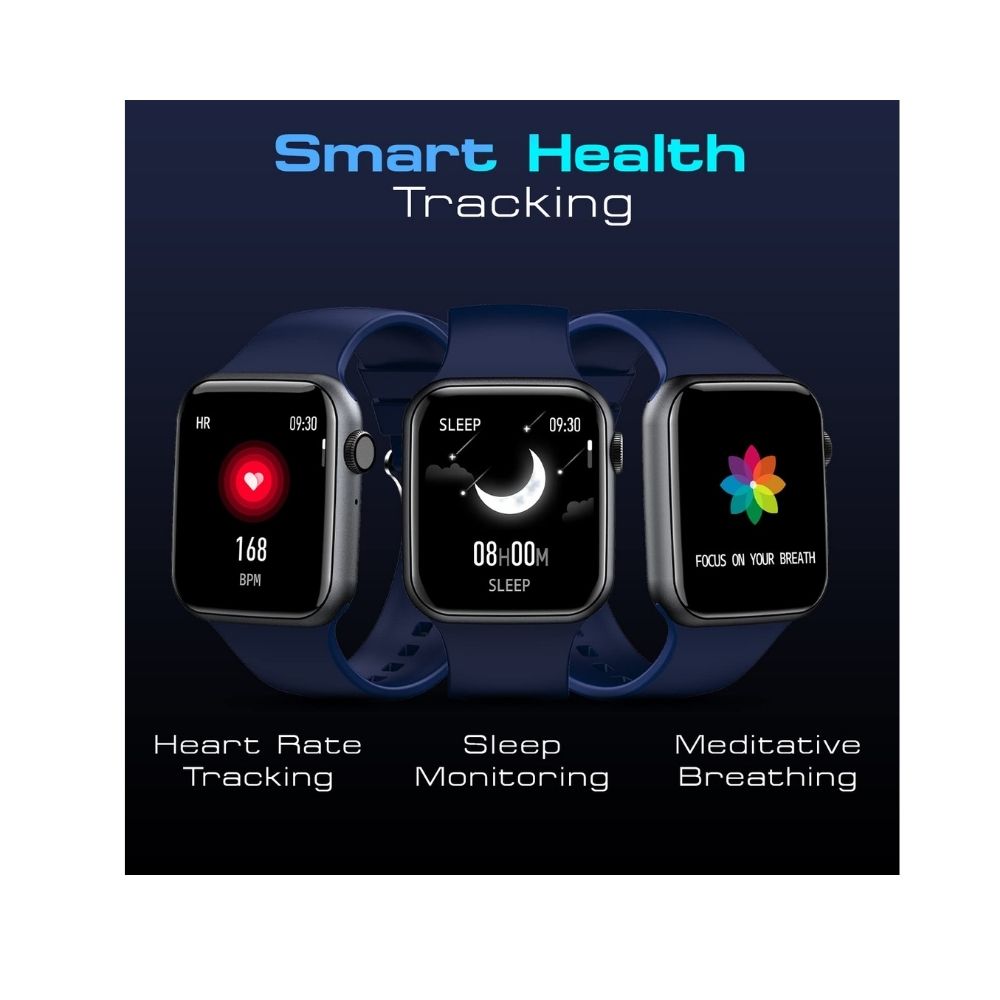 Smart Health
Tracking
HR 09:30
168
BPM
SLEEP 09:30
08H00M
SLEEP
FOCUS ON YOUR BREATH
Heart Rate
Tracking
Sleep
Monitoring
Meditative
Breathing